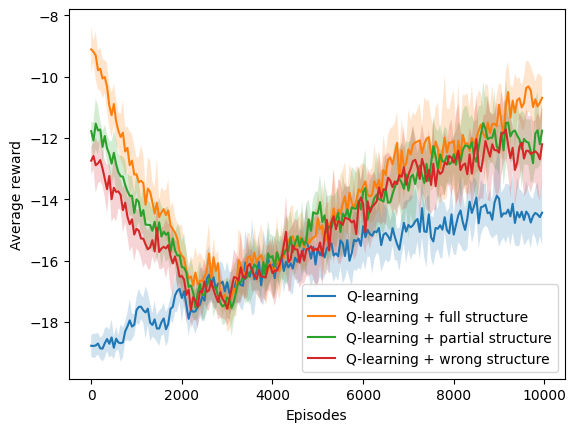 −8
−10
−12
−14
−16
−18
Average reward
0
2000
4000
6000
8000
10000
Episodes
Q-learning
Q-learning + full structure
Q-learning + partial structure
Q-learning + wrong structure